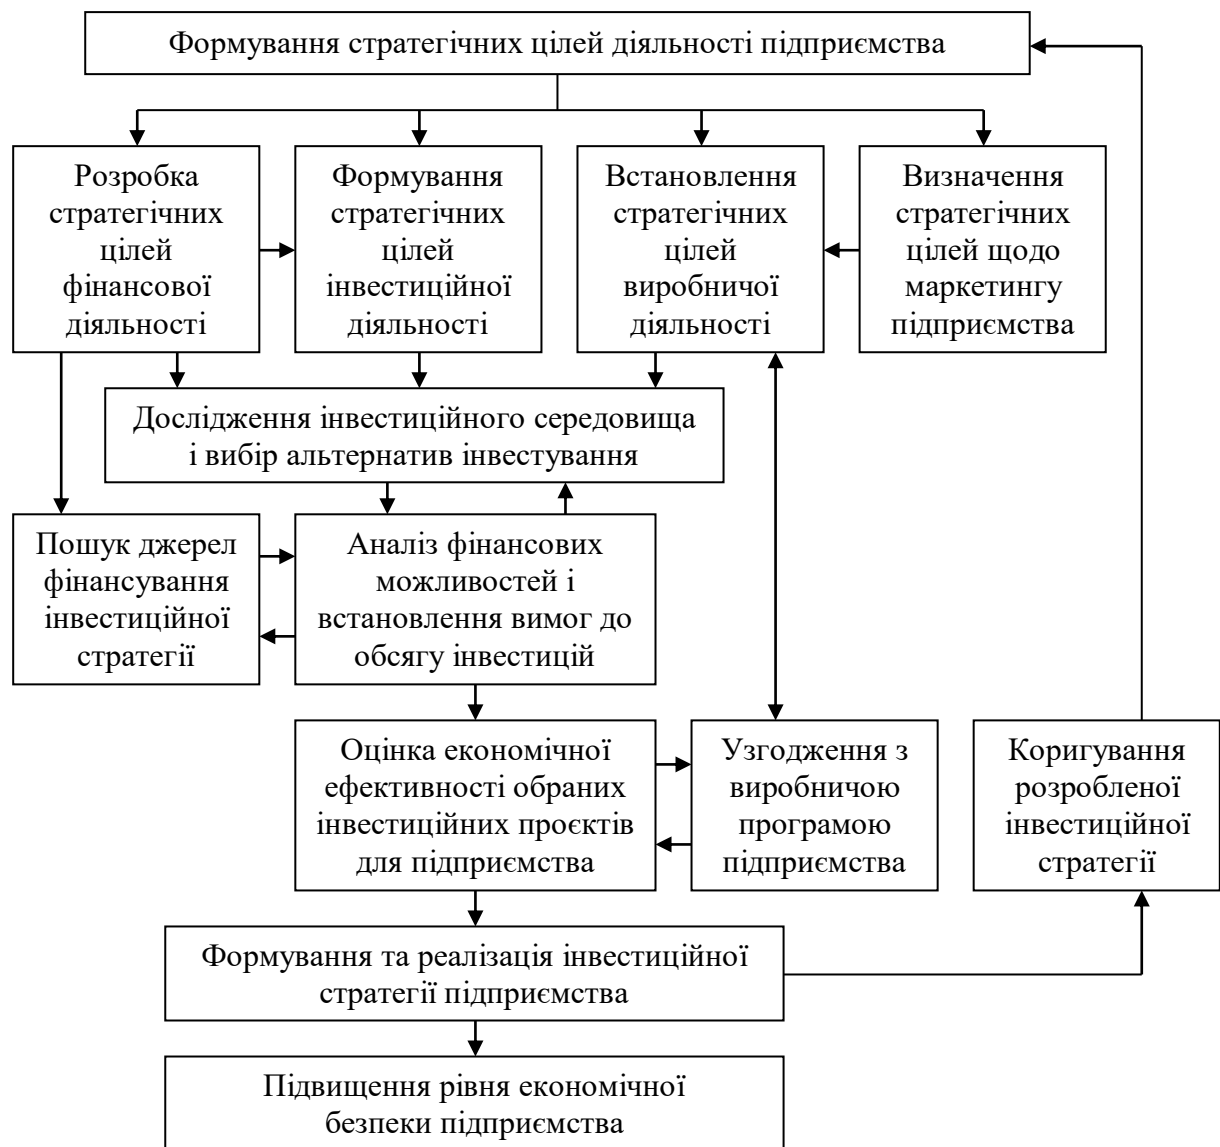 Формування стратегічних цілей діяльності підприємства
Розробка
стратегічних
цілей
фінансової
діяльності
Формування
стратегічних
цілей
інвестиційної
діяльності
Встановлення
стратегічних
цілей
виробничої
діяльності
Визначення
стратегічних
цілей щодо
маркетингу
підприємства
Дослідження інвестиційного середовища
і вибір альтернатив інвестування
Пошук джерел
фінансування
інвестиційної
стратегії
Аналіз фінансових
можливостей і
встановлення вимог до
обсягу інвестицій
Оцінка економічної
ефективності обраних
інвестиційних проєктів
для підприємства
Узгодження з
виробничою
програмою
підприємства
Коригування
розробленої
інвестиційної
стратегії
Формування та реалізація інвестиційної
стратегії підприємства
Підвищення рівня економічної
безпеки підприємства